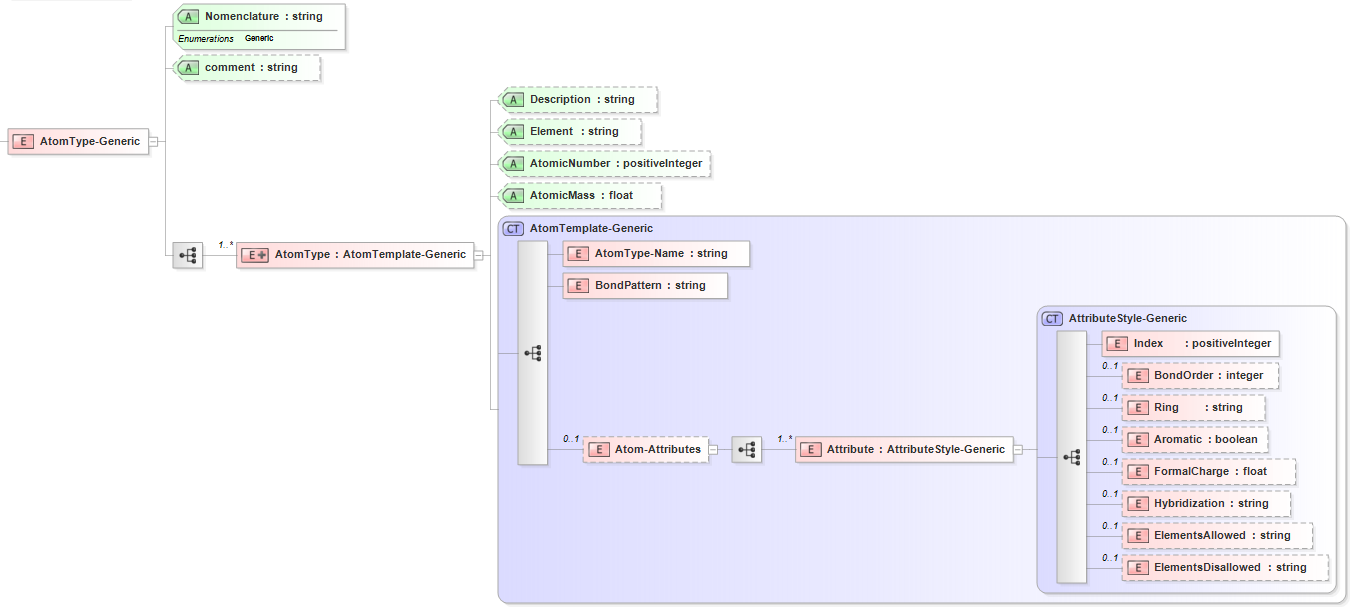 A Nomenclature : string
Enumerations Generic
A comment : string
E AtomType-Generic
1..*
E+ AtomType : AtomTemplate-Generic
A Description : string
A Element : string
A AtomicNumber : positiveInteger
A AtomicMass : float
CT AtomTemplate-Generic
E AtomType-Name : string
E BondPattern : string
0..1
E Atom-Attributes
1..*
E Attribute : AttributeStyle-Generic
CT AttributeStyle-Generic
E Index : positiveInteger
0..1
E BondOrder : integer
0..1
E Ring : string
0..1
E Aromatic : boolean
0..1
E FormalCharge : float
0..1
E Hybridization : string
0..1
E ElementsAllowed : string
0..1
E ElementsDisallowed : string